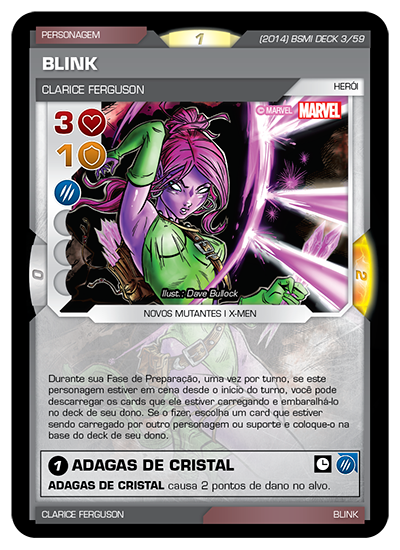 PERSONAGEM
1
(2014) BSMI DECK 3/59
BLINK
CLARICE FERGUSON
HERÓI
3
© MARVEL MARVEL
1
0
2
Ilust.: Dave Bullock
NOVOS MUTANTES | X-MEN
Durante sua Fase de Preparação, uma vez por turno, se este
personagem estiver em cena desde o início do turno, você pode
descarregar os cards que ele estiver carregando e embaralhá-lo
no deck de seu dono. Se o fizer, escolha um card que estiver
sendo carregado por outro personagem ou suporte e coloque-o na
base do deck de seu dono.
1 ADAGAS DE CRISTAL
ADAGAS DE CRISTAL causa 2 pontos de dano no alvo.
CLARICE FERGUSON
BLINK